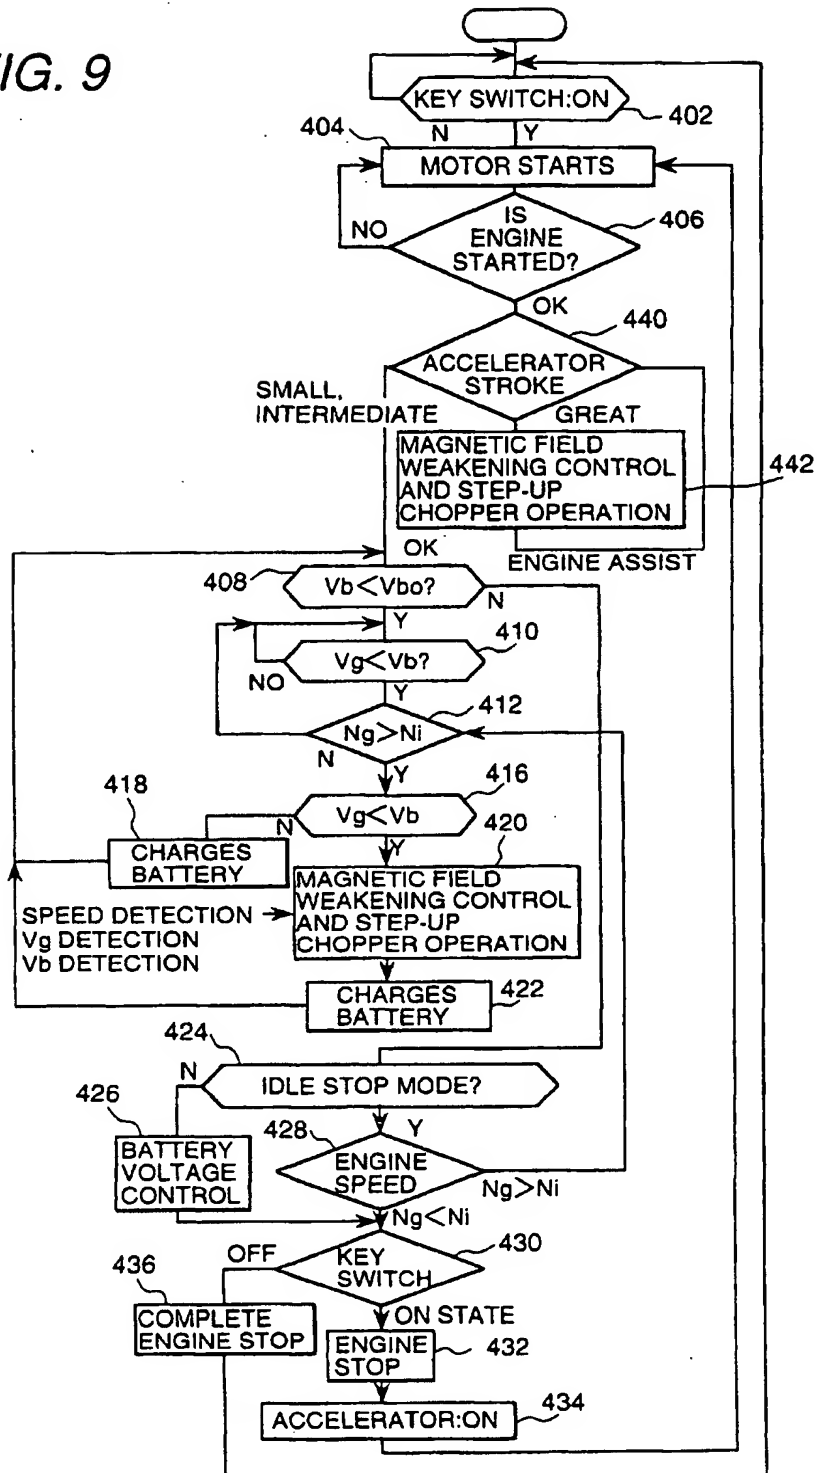 FIG. 9
KEY SWITCH:ON
402
N
Y
404
MOTOR STARTS
IS
ENGINE
STARTED?
406
NO
OK
440
ACCELERATOR
STROKE
SMALL,
INTERMEDIATE
GREAT
MAGNETIC FIELD
WEAKENING CONTROL
AND STEP-UP
CHOPPER OPERATION
442
OK
ENGINE ASSIST
408
Vb<Vbo?
N
Y
410
Vg<Vb?
NO
Y
412
Ng>Ni
N
Y
416
Vg<Vb
418
N
Y
420
CHARGES
BATTERY
MAGNETIC FIELD
WEAKENING CONTROL
AND STEP-UP
CHOPPER OPERATION
SPEED DETECTION
Vg DETECTION
Vb DETECTION
CHARGES
BATTERY
422
424
N
IDLE STOP MODE?
426
Y
428
BATTERY
VOLTAGE
CONTROL
ENGINE
SPEED
Ng>Ni
Ng<Ni
430
OFF
KEY
SWITCH
436
ON STATE
COMPLETE
ENGINE STOP
ENGINE
STOP
432
ACCELERATOR:ON
434